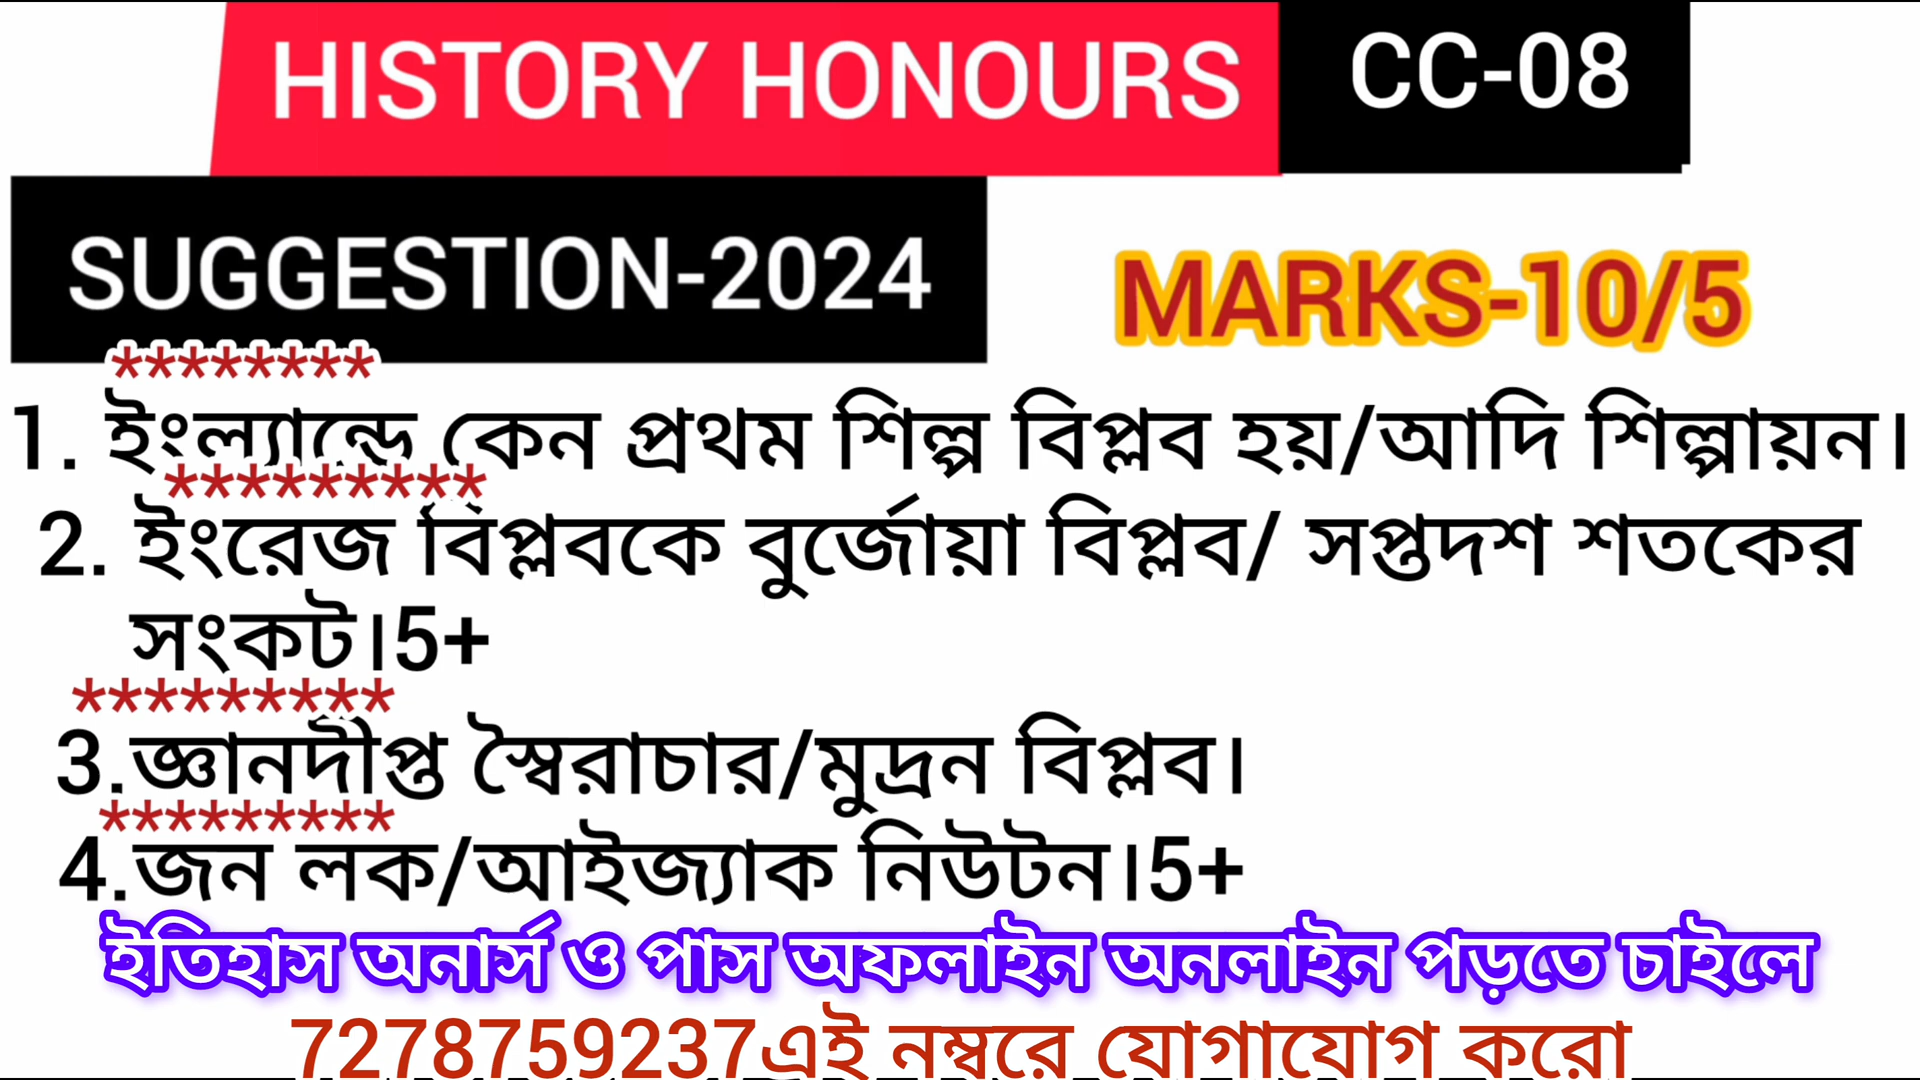 HISTORY HONOURS CC-08
SUGGESTION-2024 MARKS-10/5
********
1. ইংল্যান্ডে কেন প্রথম শিল্প বিপ্লব হয়/আদি শিল্পায়ন।
*********
2. ইংরেজ বিপ্লবকে বুর্জোয়া বিপ্লব/ সপ্তদশ শতকের
সংকট।5+
*********
3.জ্ঞানদীপ্ত স্বৈরাচার/মুদ্রন বিপ্লব।
*********
4.জন লক/আইজ্যাক নিউটন।5+
ইতিহাস অনার্স ও পাস অফলাইন অনলাইন পড়তে চাইলে
7278759237এই নম্বরে যোগাযোগ করো